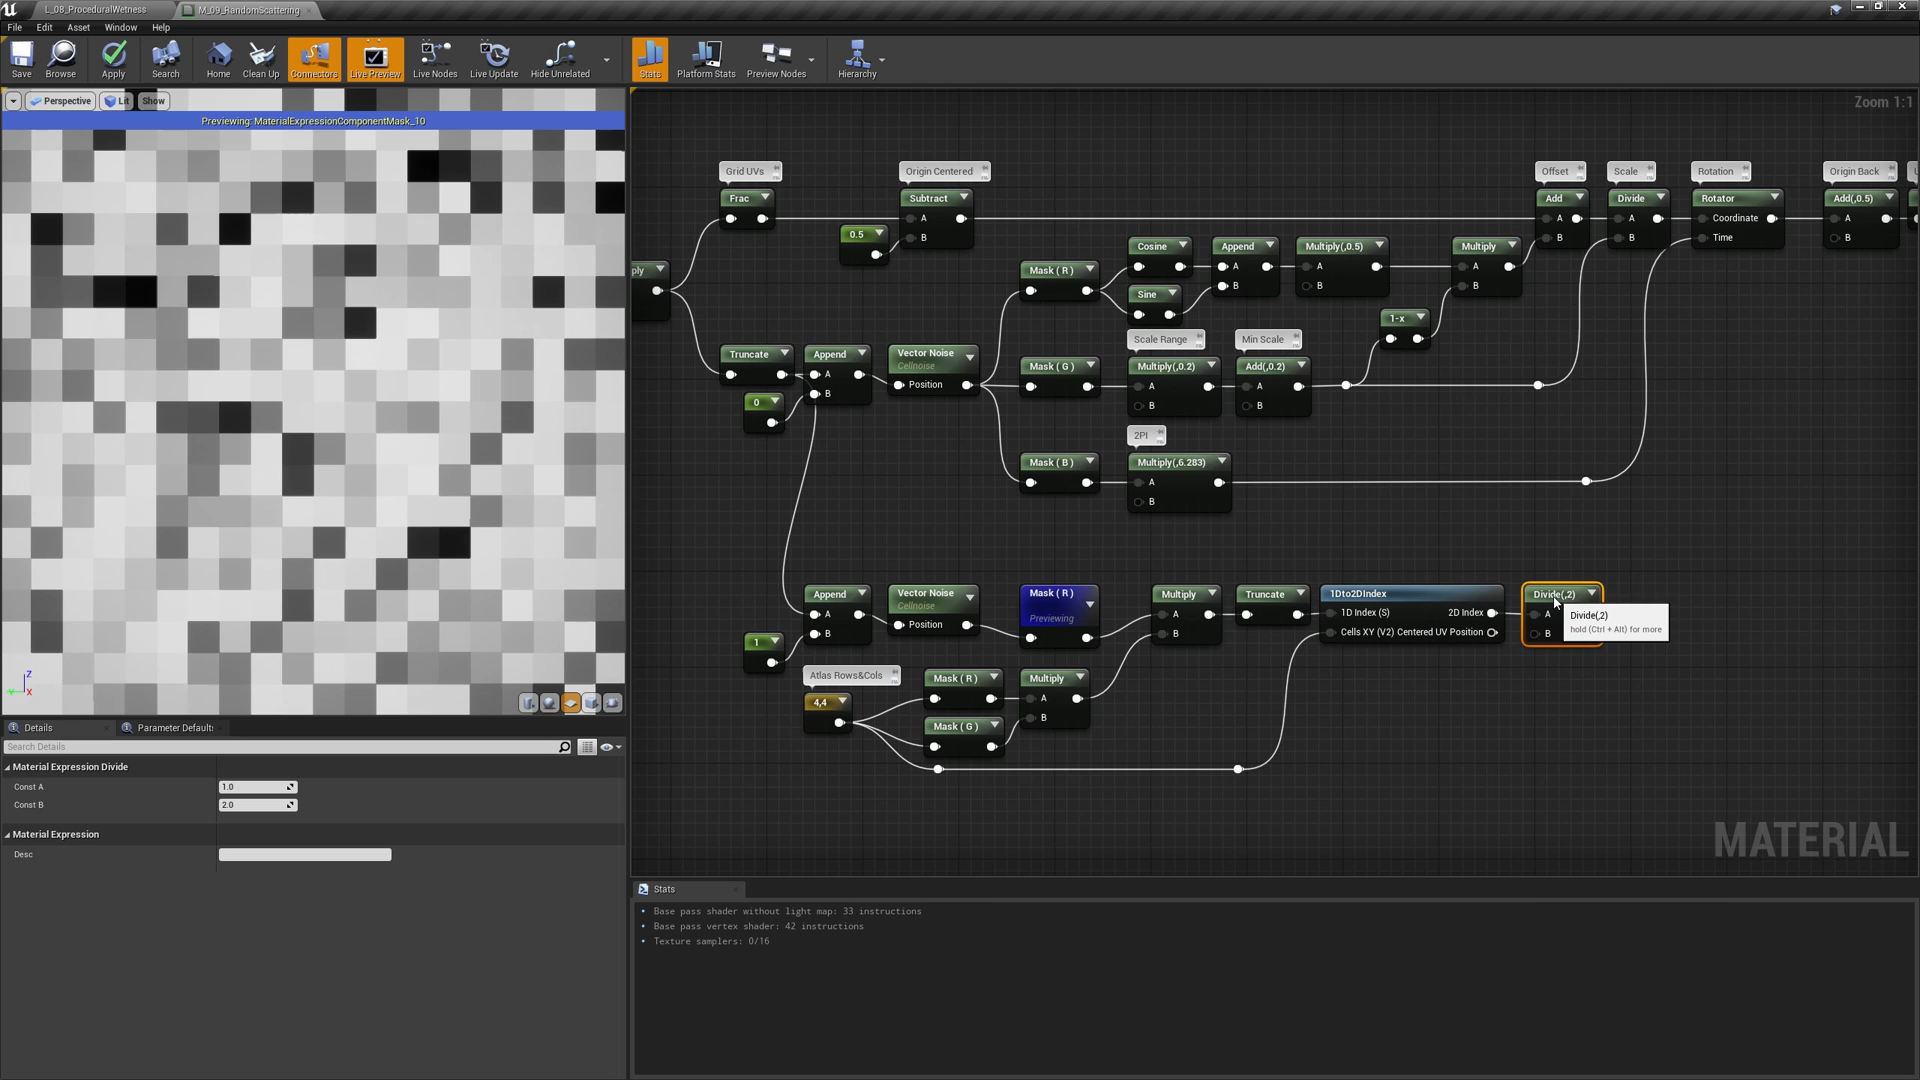 L_08_ProceduralWetness
M_09_RandomScattering
File Edit Asset Window Help
Save Browse Apply Search Home Clean Up Connectors Live Preview Live Nodes Live Update Hide Unrelated Stats Platform Stats Preview Nodes Hierarchy
Perspective Lit Show
Previewing: MaterialExpressionComponentMask_10
Zoom 1:1
Grid UVs
Origin Centered
Offset
Scale
Rotation
Origin Back
Frac
Subtract
A
B
0.5
Add
A
B
Divide
A
B
Rotator
Coordinate
Time
Add(,0.5)
A
B
ply
Mask ( R )
Cosine
Sine
Append
A
B
Multiply(,0.5)
A
B
Multiply
A
B
1-x
Truncate
Append
A
B
0
Vector Noise
Cellnoise
Position
Scale Range
Min Scale
Mask ( G )
Multiply(,0.2)
A
B
Add(,0.2)
A
B
2PI
Mask ( B )
Multiply(,6.283)
A
B
Append
A
B
1
Vector Noise
Cellnoise
Position
Mask ( R )
Previewing
Multiply
A
B
Truncate
1Dto2DIndex
1D Index (S) 2D Index
Cells XY (V2) Centered UV Position
Divide(,2)
A
B
Divide(,2)
hold (Ctrl + Alt) for more
Atlas Rows&Cols
4,4
Mask ( R )
Mask ( G )
Multiply
A
B
MATERIAL
Z
X
Details
Parameter Defaults
Search Details
Material Expression Divide
Const A 1.0
Const B 2.0
Material Expression
Desc
Stats
Base pass shader without light map: 33 instructions
Base pass vertex shader: 42 instructions
Texture samplers: 0/16